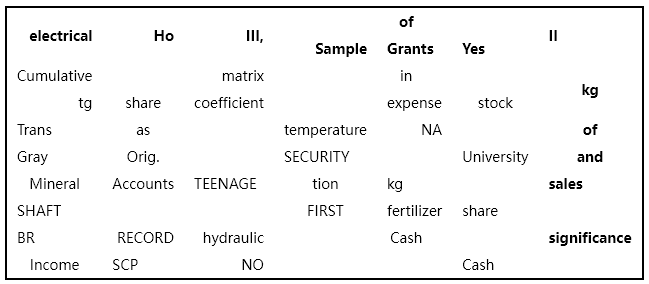 electrical Ho III, Sample of Grants Yes II
Cumulative matrix in
tg share coefficient expense stock kg
Trans as temperature NA of
Gray Orig. SECURITY University and
Mineral Accounts TEENAGE tion kg sales
SHAFT FIRST fertilizer share
BR RECORD hydraulic Cash significance
Income SCP NO Cash